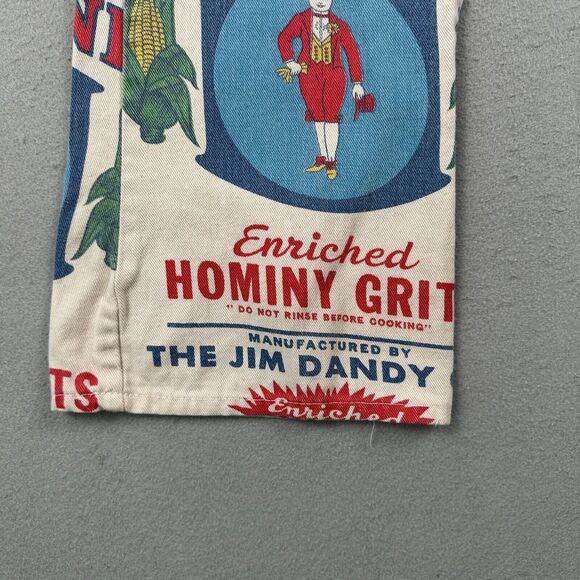 Enriched
HOMINY GRIT
" DO NOT RINSE BEFORE COOKING"
MANUFACTURED BY
THE JIM DANDY
TS
Enriched